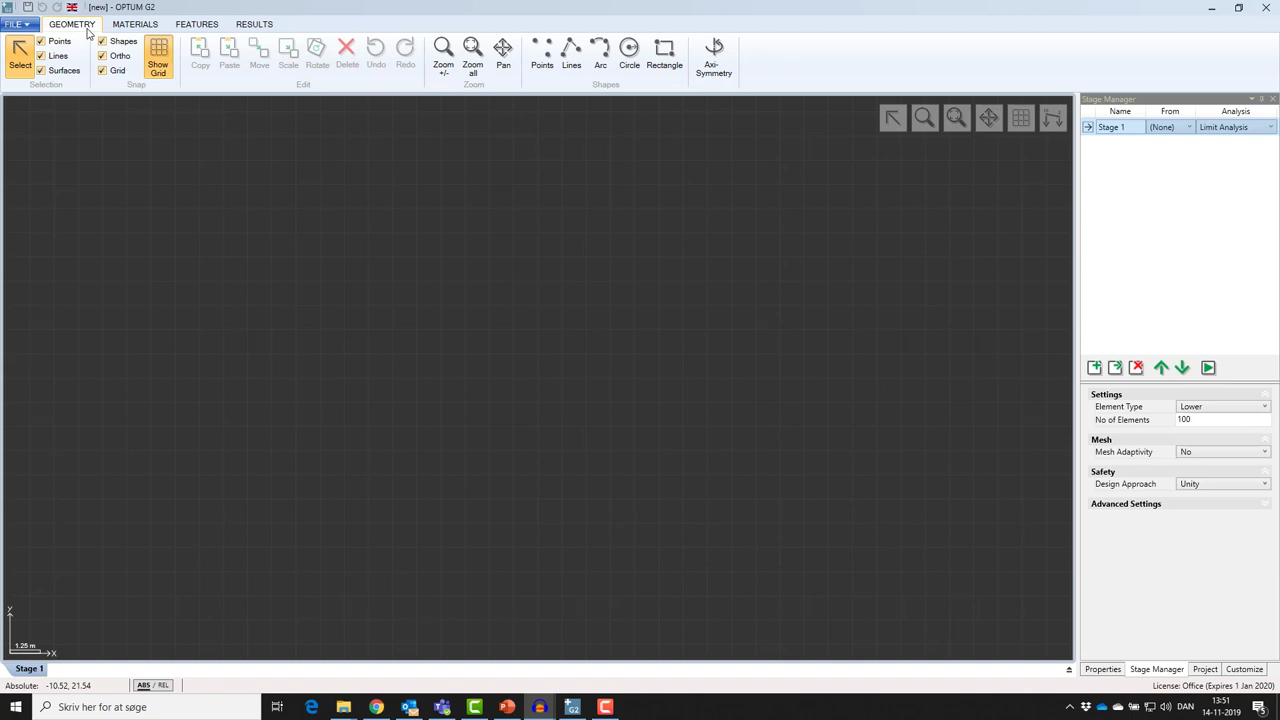 [new] - OPTUM G2
FILE GEOMETRY MATERIALS FEATURES RESULTS
Select
Points
Lines
Surfaces
Selection
Shapes
Ortho
Grid
Show Grid
Snap
Copy Paste Move Scale Rotate Delete Undo Redo
Edit
Zoom +/- Zoom all Pan
Zoom
Points Lines Arc Circle Rectangle
Shapes
Axi-Symmetry
Stage Manager
Name From Analysis
Stage 1 (None) Limit Analysis
Settings
Element Type Lower
No of Elements 100
Mesh
Mesh Adaptivity No
Safety
Design Approach Unity
Advanced Settings
Y
1.25 m
X
Stage 1
Properties Stage Manager Project Customize
Absolute: -10.52, 21.54 ABS / REL
License: Office (Expires 1 Jan 2020)
Skriv her for at søge
G2
DAN
13:51
14-11-2019